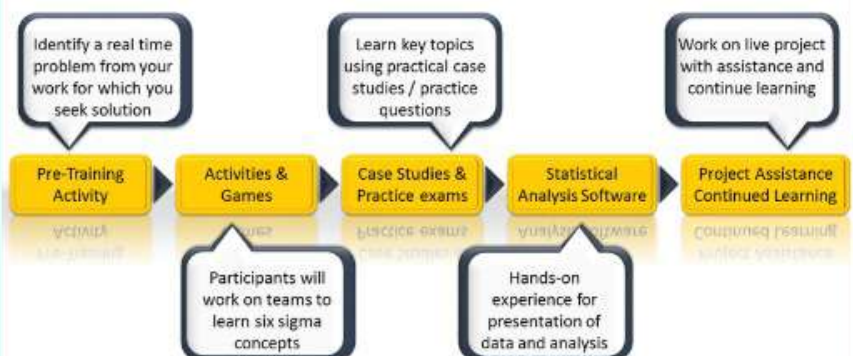 Identify a real time
problem from your
work for which you
seek solution
Learn key topics
using practical case
studies / practice
questions
Work on live project
with assistance and
continue learning
Pre-Training
Activity
Activities &
Games
Case Studies &
Practice exams
Statistical
Analysis Software
Project Assistance
Continued Learning
Participants will
work on teams to
learn six sigma
concepts
Hands-on
experience for
presentation of
data and analysis